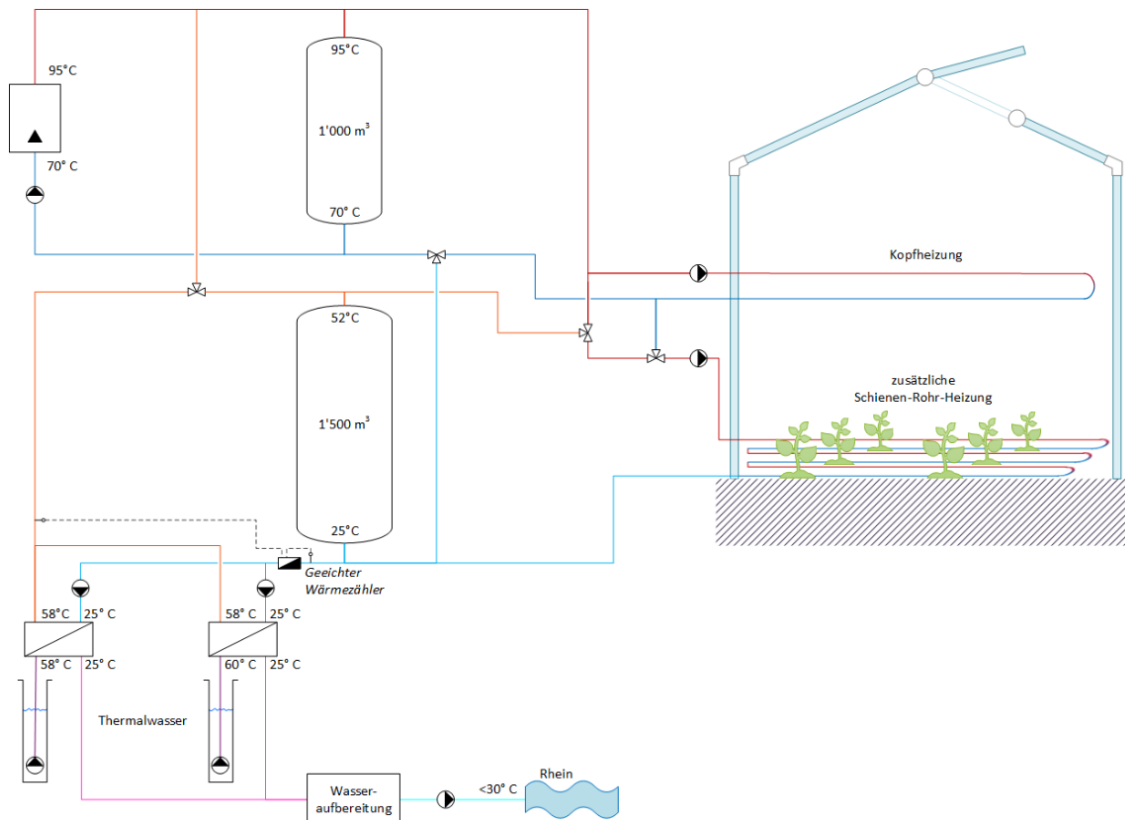 95°C
95°C
1'000 m³
70° C
70° C
Kopfheizung
52°C
zusätzliche
Schienen-Rohr-Heizung
1'500 m³
25°C
Geeichter
Wärmezähler
58°C 25° C
58°C 25° C
58° C 25° C
60° C 25° C
Thermalwasser
Rhein
<30° C
Wasser-
aufbereitung